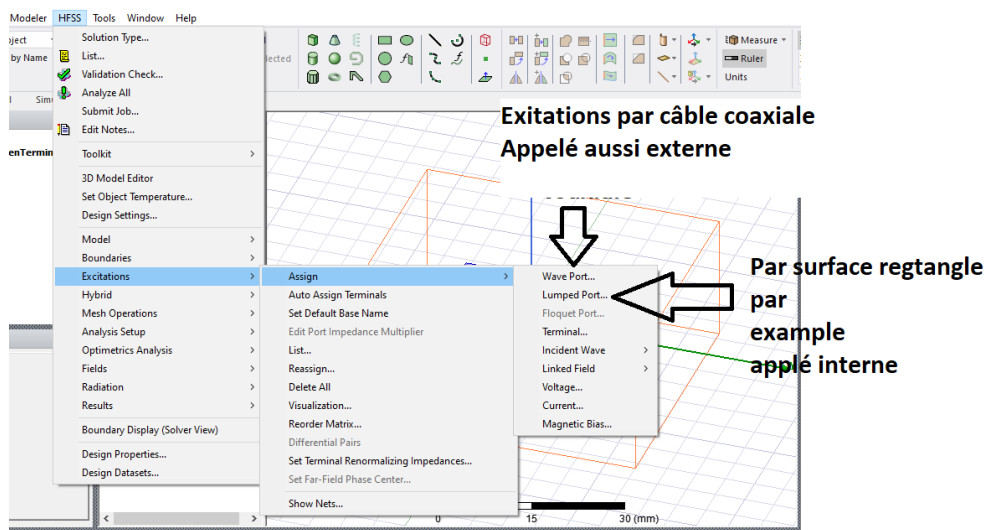 Modeler HFSS Tools Window Help
oject
by Name
Simu
enTermin
lected
Measure
Ruler
Units
Solution Type...
List...
Validation Check...
Analyze All
Submit Job...
Edit Notes...
Toolkit
3D Model Editor
Set Object Temperature...
Design Settings...
Model
Boundaries
Excitations
Hybrid
Mesh Operations
Analysis Setup
Optimetrics Analysis
Fields
Radiation
Results
Boundary Display (Solver View)
Design Properties...
Design Datasets...
Assign
Auto Assign Terminals
Set Default Base Name
Edit Port Impedance Multiplier
List...
Reassign...
Delete All
Visualization...
Reorder Matrix...
Differential Pairs
Set Terminal Renormalizing Impedances...
Set Far-Field Phase Center...
Show Nets...
Wave Port...
Lumped Port...
Floquet Port...
Terminal...
Incident Wave
Linked Field
Voltage...
Current...
Magnetic Bias...
Exitations par câble coaxiale
Appelé aussi externe
Par surface regtangle
par
example
applé interne
0 15 30 (mm)